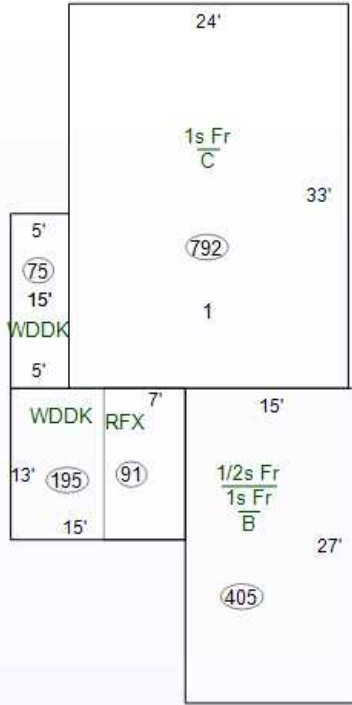 24'
1s Fr
C
33'
792
1
5'
75
15'
WDDK
5'
WDDK
RFX
7'
13'
195
91
15'
15'
1/2s Fr
1s Fr
B
27'
405